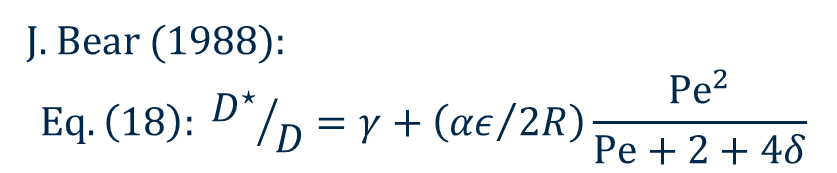 J. Bear (1988):
Eq. (18): D*/D = γ + (αϵ/2R) Pe²/(Pe + 2 + 4δ)